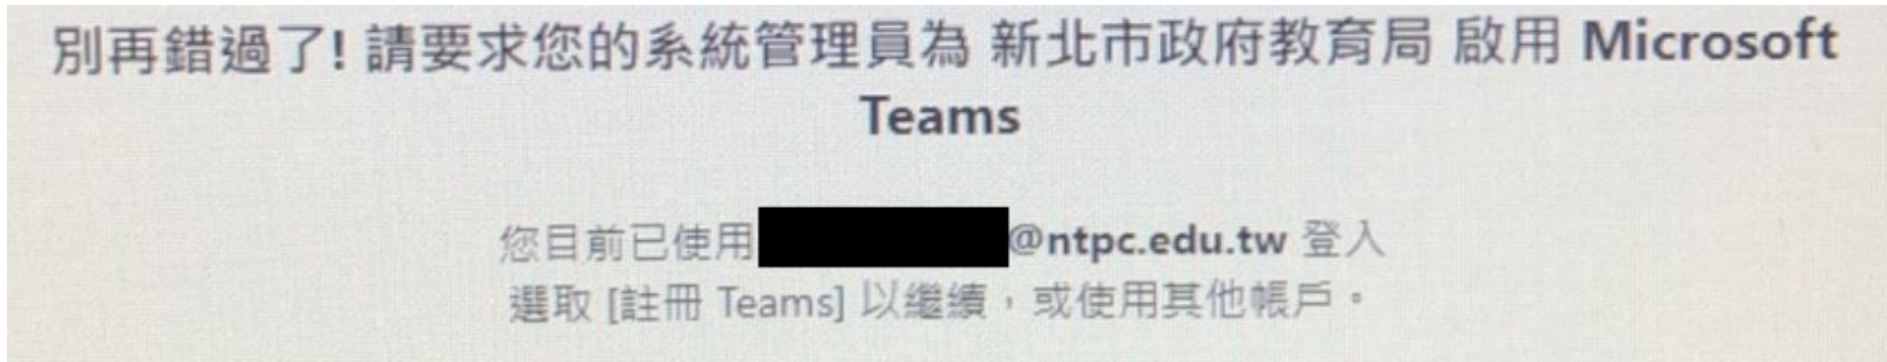 別再錯過了! 請要求您的系統管理員為 新北市政府教育局 啟用 Microsoft
Teams
您目前已使用 @ntpc.edu.tw 登入
選取 [註冊 Teams] 以繼續，或使用其他帳戶。